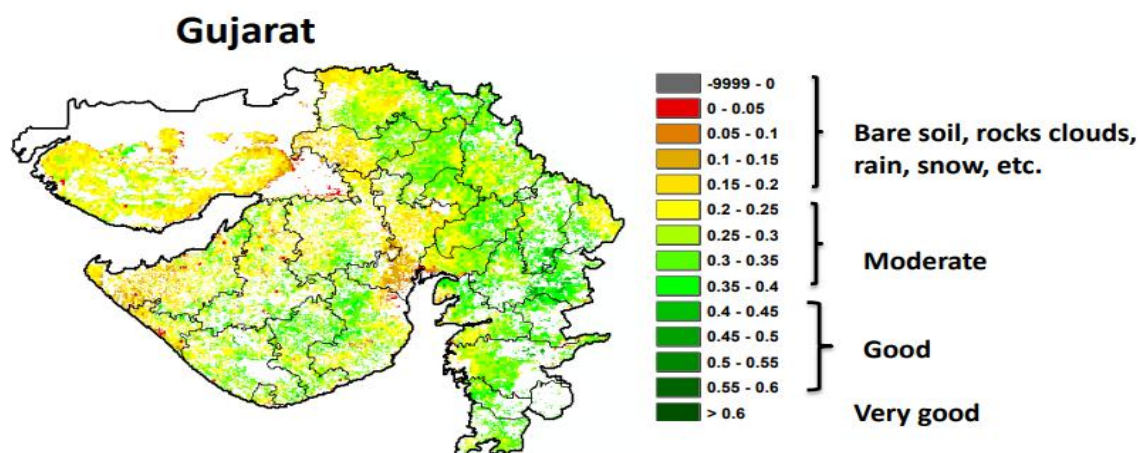 Gujarat
-9999 - 0
0 - 0.05
0.05 - 0.1
0.1 - 0.15
0.15 - 0.2
0.2 - 0.25
0.25 - 0.3
0.3 - 0.35
0.35 - 0.4
0.4 - 0.45
0.45 - 0.5
0.5 - 0.55
0.55 - 0.6
> 0.6
Bare soil, rocks clouds,
rain, snow, etc.
Moderate
Good
Very good